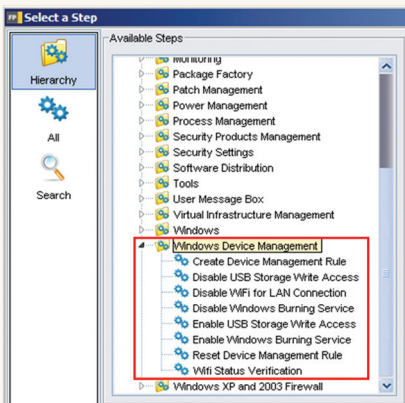 FP Select a Step
Available Steps
Hierarchy
All
Search
Monitoring
Package Factory
Patch Management
Power Management
Process Management
Security Products Management
Security Settings
Software Distribution
Tools
User Message Box
Virtual Infrastructure Management
Windows
Windows Device Management
Create Device Management Rule
Disable USB Storage Write Access
Disable WiFi for LAN Connection
Disable Windows Burning Service
Enable USB Storage Write Access
Enable Windows Burning Service
Reset Device Management Rule
Wifi Status Verification
Windows XP and 2003 Firewall